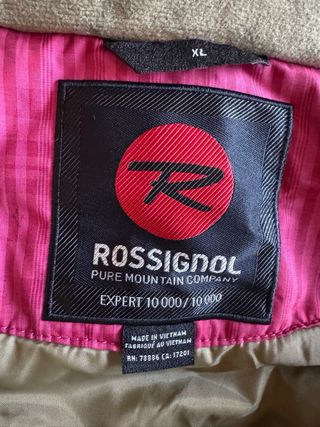 XL
R
ROSSIGNOL
PURE MOUNTAIN COMPANY
EXPERT 10 000 / 10 000
MADE IN VIETNAM
FABRIQUÉ AU VIETNAM
RN: 78886 CA: 17201